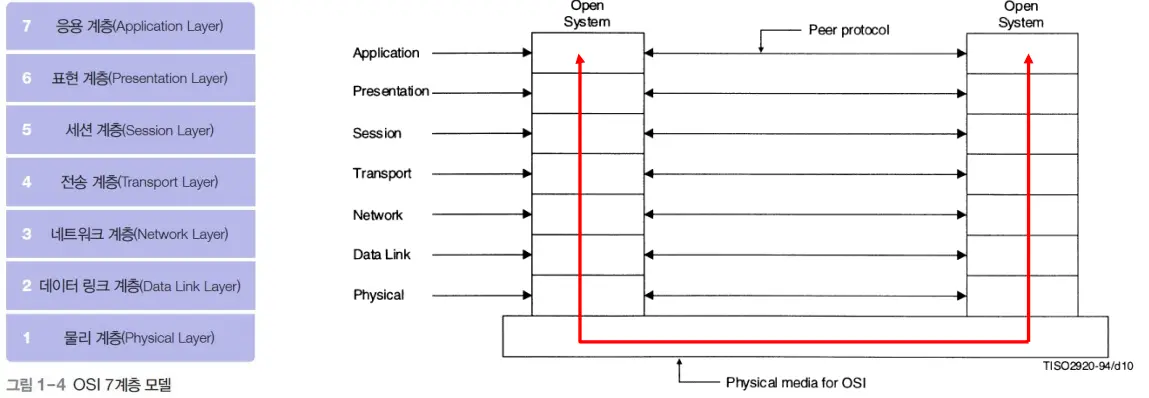 7 응용 계층(Application Layer)
6 표현 계층(Presentation Layer)
5 세션 계층(Session Layer)
4 전송 계층(Transport Layer)
3 네트워크 계층(Network Layer)
2 데이터 링크 계층(Data Link Layer)
1 물리 계층(Physical Layer)
그림 1-4 OSI 7계층 모델
Open
System
Open
System
Peer protocol
Application
Presentation
Session
Transport
Network
Data Link
Physical
TISO2920-94/d10
Physical media for OSI